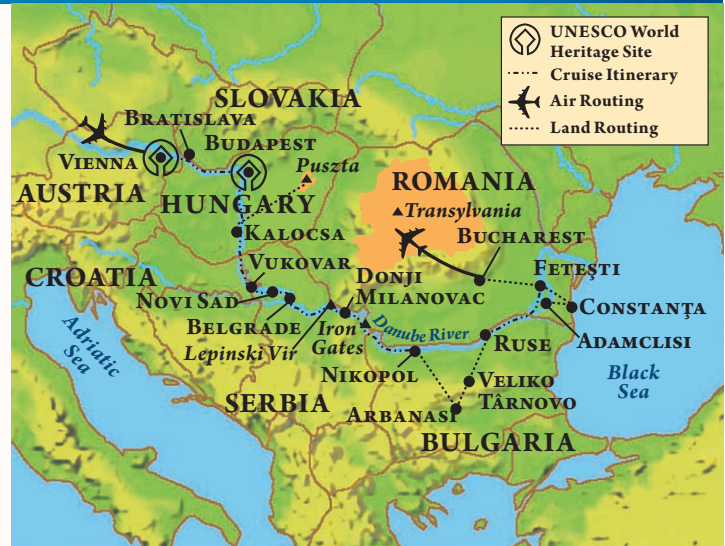 UNESCO World
Heritage Site
Cruise Itinerary
Air Routing
Land Routing
SLOVAKIA
BRATISLAVA
BUDAPEST
VIENNA
Puszta
AUSTRIA
HUNGARY
ROMANIA
Transylvania
KALOCSA
BUCHAREST
CROATIA
VUKOVAR
FETEŞTI
NOVI SAD
DONJI
MILANOVAC
CONSTANŢA
BELGRADE
Iron
Gates
Danube River
ADAMCLISI
Lepinski Vir
RUSE
Adriatic
Sea
NIKOPOL
Black
Sea
SERBIA
VELIKO
TÂRNOVO
ARBANASI
BULGARIA